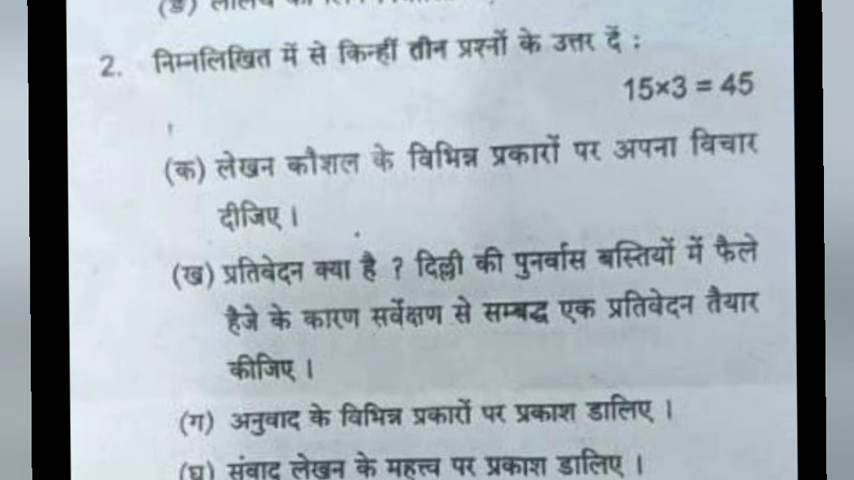 (ङ)
2. निम्नलिखित में से किन्हीं तीन प्रश्नों के उत्तर दें :
15×3 = 45
(क) लेखन कौशल के विभिन्न प्रकारों पर अपना विचार
दीजिए ।
(ख) प्रतिवेदन क्या है ? दिल्ली की पुनर्वास बस्तियों में फैले
हैजे के कारण सर्वेक्षण से सम्बद्ध एक प्रतिवेदन तैयार
कीजिए ।
(ग) अनुवाद के विभिन्न प्रकारों पर प्रकाश डालिए ।
(घ) संवाद लेखन के महत्त्व पर प्रकाश डालिए ।